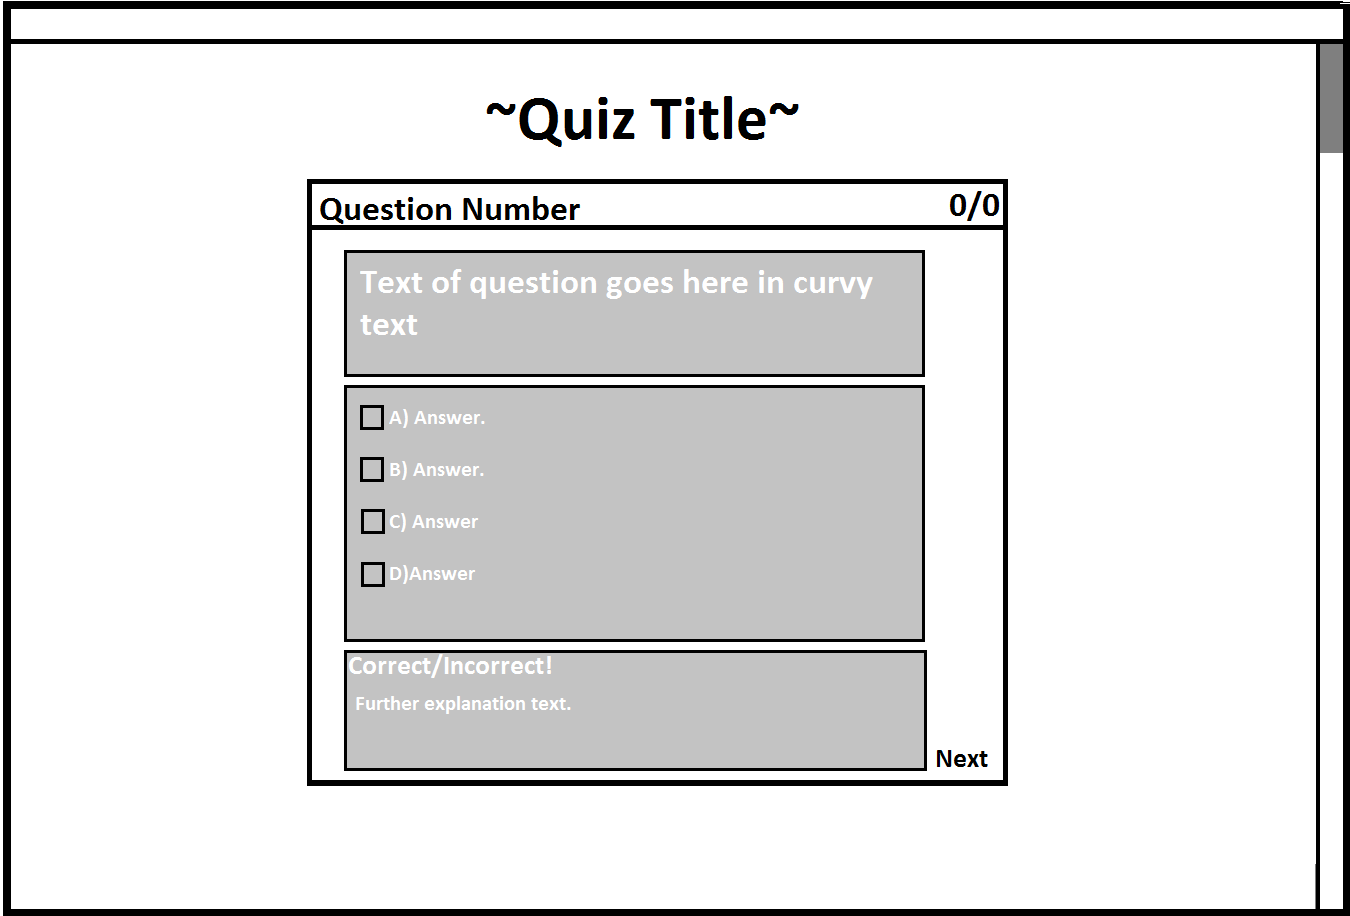 ~Quiz Title~
Question Number 0/0
Text of question goes here in curvy
text
A) Answer.
B) Answer.
C) Answer
D)Answer
Correct/Incorrect!
Further explanation text.
Next